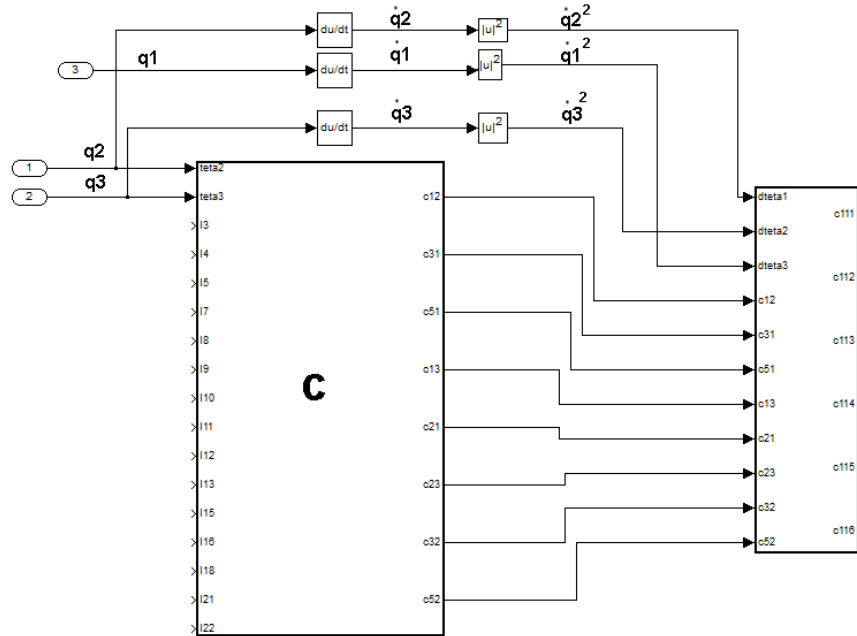 du/dt q̇2 |u|² q̇2²
3 q1 du/dt q̇1 |u|² q̇1²
du/dt q̇3 |u|² q̇3²
1 q2
2 q3
teta2
teta3
I3
I4
I5
I7
I8
I9
I10
I11
I12
I13
I15
I16
I18
I21
I22
C
c12
c31
c51
c13
c21
c23
c32
c52
dteta1
dteta2
dteta3
c12
c31
c51
c13
c21
c23
c32
c52
c111
c112
c113
c114
c115
c116